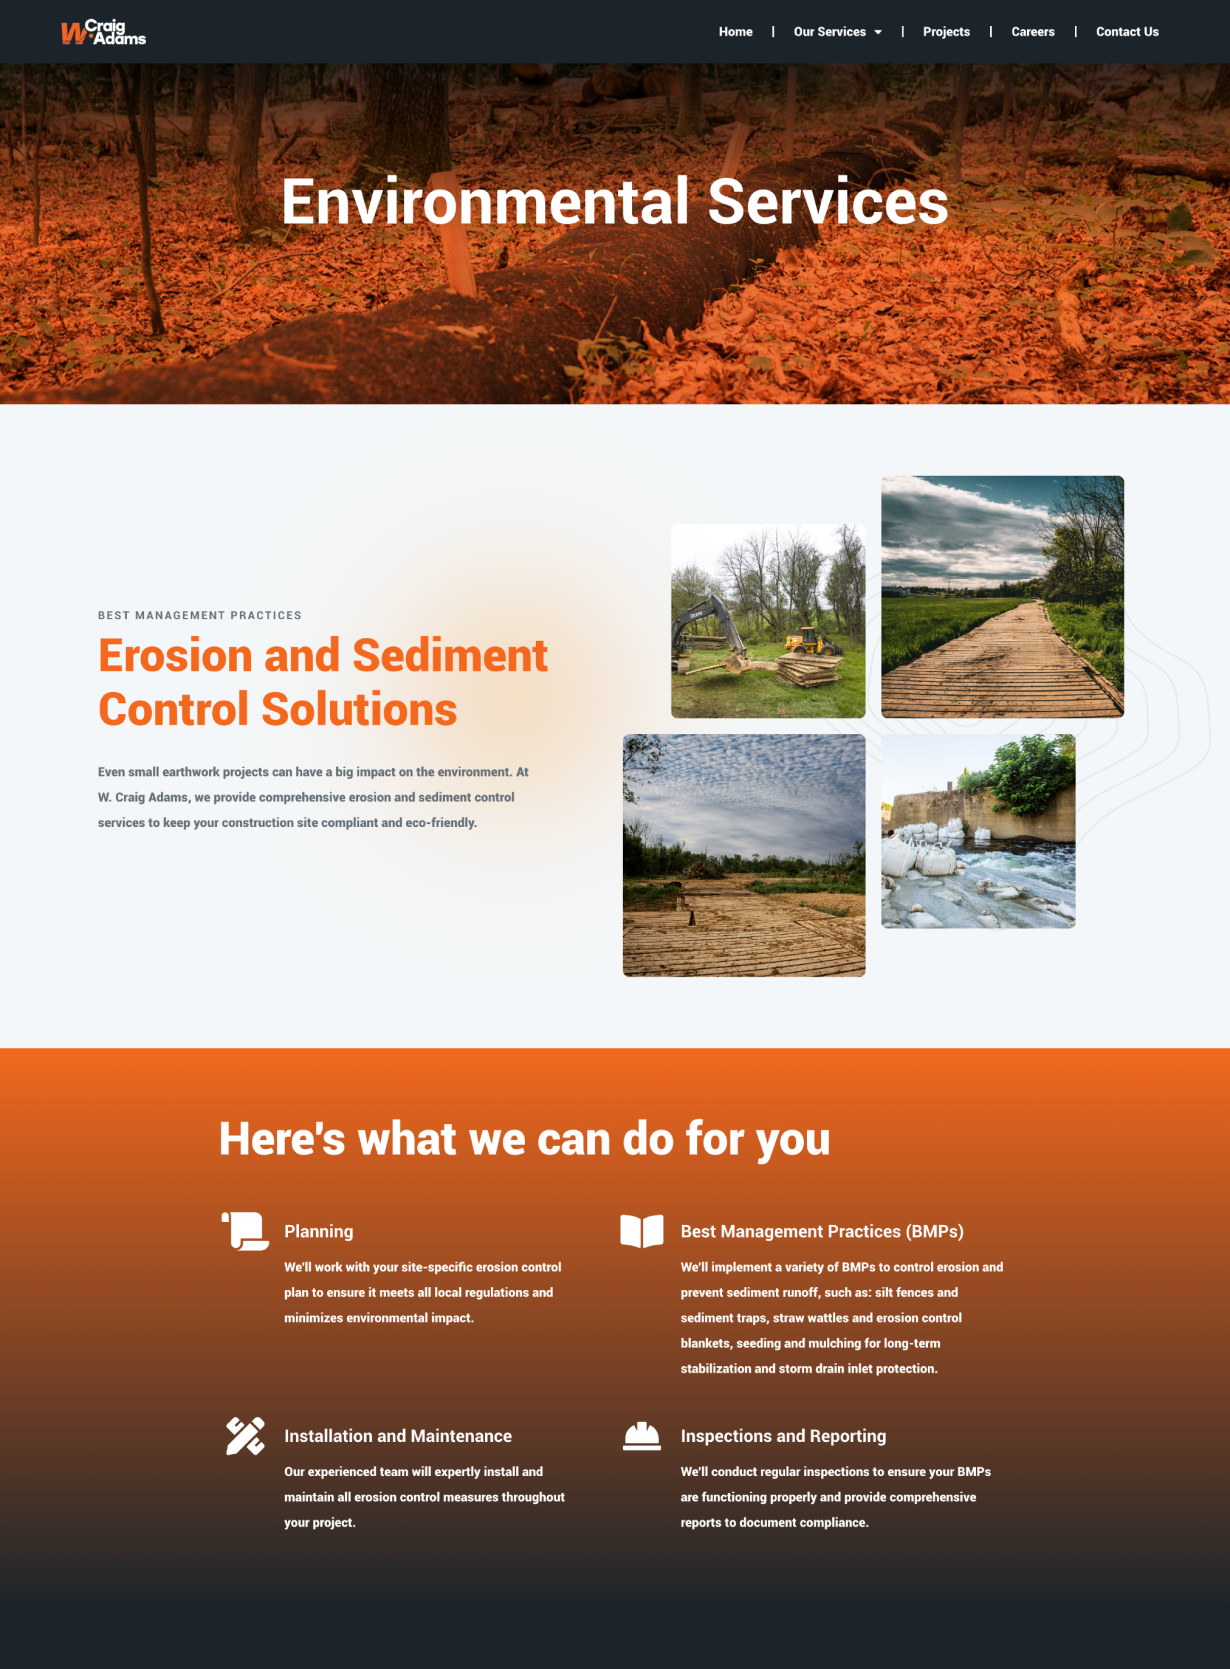 W. Craig Adams
Home | Our Services | Projects | Careers | Contact Us
Environmental Services
BEST MANAGEMENT PRACTICES
Erosion and Sediment
Control Solutions
Even small earthwork projects can have a big impact on the environment. At
W. Craig Adams, we provide comprehensive erosion and sediment control
services to keep your construction site compliant and eco-friendly.
Here's what we can do for you
Planning
We'll work with your site-specific erosion control
plan to ensure it meets all local regulations and
minimizes environmental impact.
Best Management Practices (BMPs)
We'll implement a variety of BMPs to control erosion and
prevent sediment runoff, such as: silt fences and
sediment traps, straw wattles and erosion control
blankets, seeding and mulching for long-term
stabilization and storm drain inlet protection.
Installation and Maintenance
Our experienced team will expertly install and
maintain all erosion control measures throughout
your project.
Inspections and Reporting
We'll conduct regular inspections to ensure your BMPs
are functioning properly and provide comprehensive
reports to document compliance.